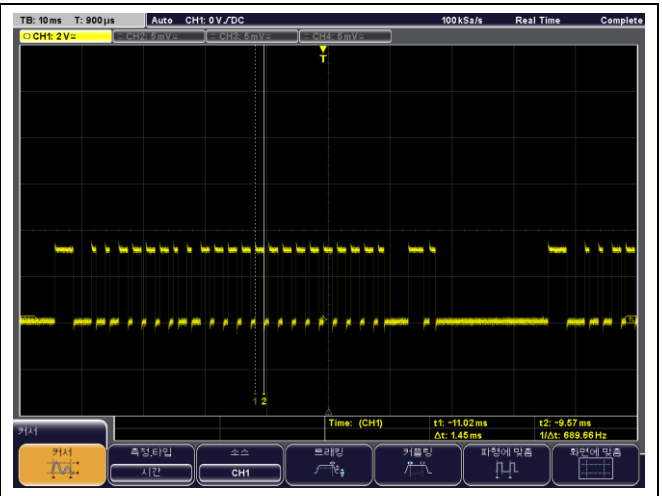 TB: 10 ms T: 900 µs Auto CH1: 0 V / DC 100 kSa/s Real Time Complete
CH1: 2 V CH2: 5 mV CH3: 5 mV CH4: 5 mV
T
1 2
커서
Time: (CH1) t1: -11.02 ms t2: -9.57 ms
Δt: 1.45 ms 1/Δt: 689.66 Hz
커서 측정.타입 소스 트래킹 커플링 파형에 맞춤 화면에 맞춤
시간 CH1